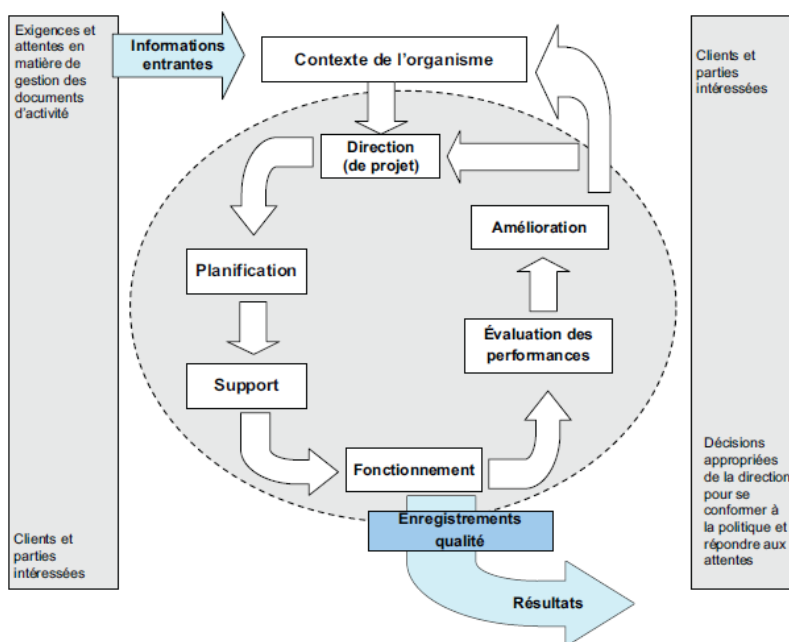 Exigences et
attentes en
matière de
gestion des
documents
d'activité
Informations
entrantes
Contexte de l'organisme
Clients et
parties
intéressées
Direction
(de projet)
Amélioration
Planification
Évaluation des
performances
Support
Fonctionnement
Enregistrements
qualité
Résultats
Clients et
parties
intéressées
Décisions
appropriées
de la direction
pour se
conformer à
la politique et
répondre aux
attentes